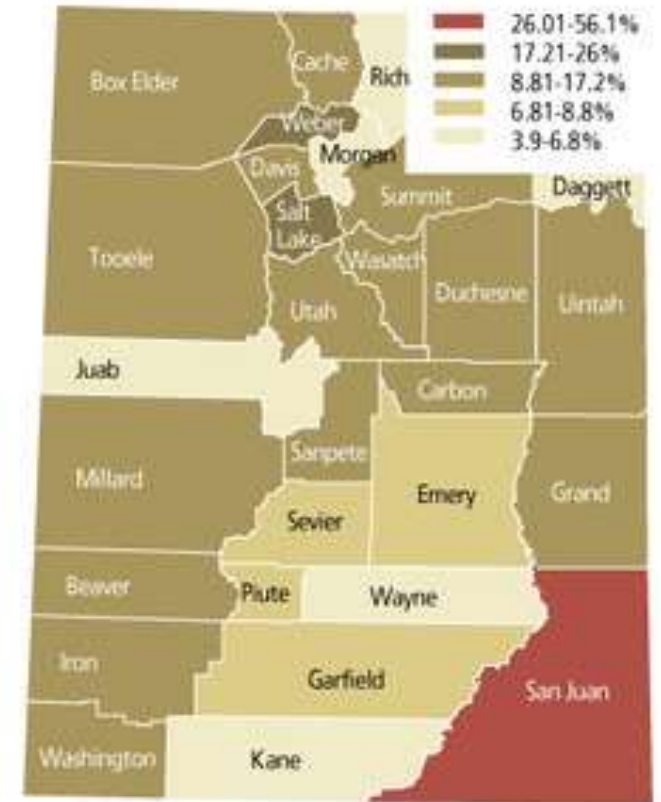 26.01-56.1%
17.21-26%
8.81-17.2%
6.81-8.8%
3.9-6.8%
Box Elder
Cache
Rich
Weber
Morgan
Davis
Daggett
Summit
Salt
Lake
Tooele
Wasatch
Duchesne
Uintah
Utah
Juab
Carbon
Sanpete
Millard
Emery
Grand
Sevier
Beaver
Piute
Wayne
Iron
Garfield
San Juan
Washington
Kane